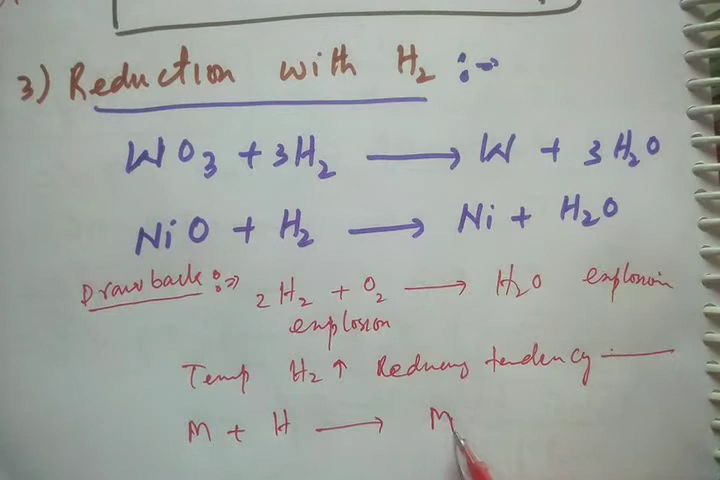 3) Reduction with H₂ :-
WO₃ + 3H₂ ⟶ W + 3H₂O
NiO + H₂ ⟶ Ni + H₂O
Drawback :⇒ 2H₂ + O₂ ⟶ H₂O explosion
explosion
Temp H₂ ↑ Reducing tendency —
M + H ⟶ M